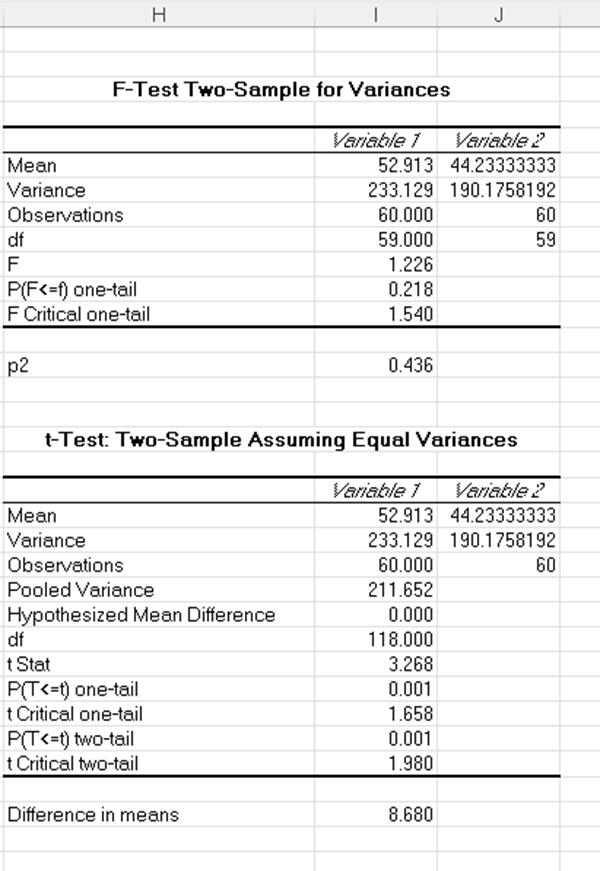 H I J
F-Test Two-Sample for Variances
Variable 1 Variable 2
Mean 52.913 44.23333333
Variance 233.129 190.1758192
Observations 60.000 60
df 59.000 59
F 1.226
P(F<=f) one-tail 0.218
F Critical one-tail 1.540
p2 0.436
t-Test: Two-Sample Assuming Equal Variances
Variable 1 Variable 2
Mean 52.913 44.23333333
Variance 233.129 190.1758192
Observations 60.000 60
Pooled Variance 211.652
Hypothesized Mean Difference 0.000
df 118.000
t Stat 3.268
P(T<=t) one-tail 0.001
t Critical one-tail 1.658
P(T<=t) two-tail 0.001
t Critical two-tail 1.980
Difference in means 8.680